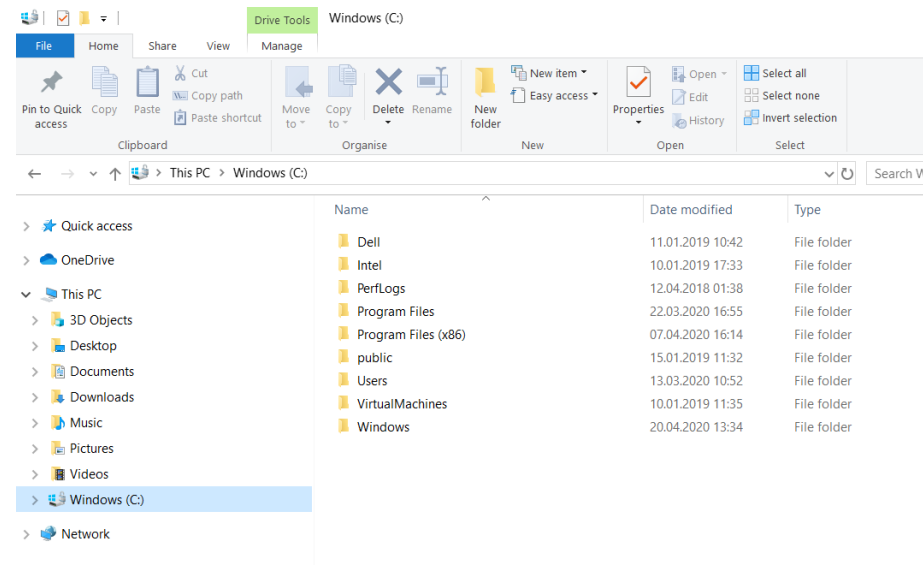 Drive Tools Windows (C:)
File Home Share View Manage
Pin to Quick access
Copy
Paste
Cut
Copy path
Paste shortcut
Clipboard
Move to
Copy to
Delete
Rename
Organise
New folder
New item
Easy access
New
Properties
Open
Edit
History
Open
Select all
Select none
Invert selection
Select
This PC > Windows (C:)
Search
Quick access
OneDrive
This PC
3D Objects
Desktop
Documents
Downloads
Music
Pictures
Videos
Windows (C:)
Network
Name Date modified Type
Dell 11.01.2019 10:42 File folder
Intel 10.01.2019 17:33 File folder
PerfLogs 12.04.2018 01:38 File folder
Program Files 22.03.2020 16:55 File folder
Program Files (x86) 07.04.2020 16:14 File folder
public 15.01.2019 11:32 File folder
Users 13.03.2020 10:52 File folder
VirtualMachines 10.01.2019 11:35 File folder
Windows 20.04.2020 13:34 File folder